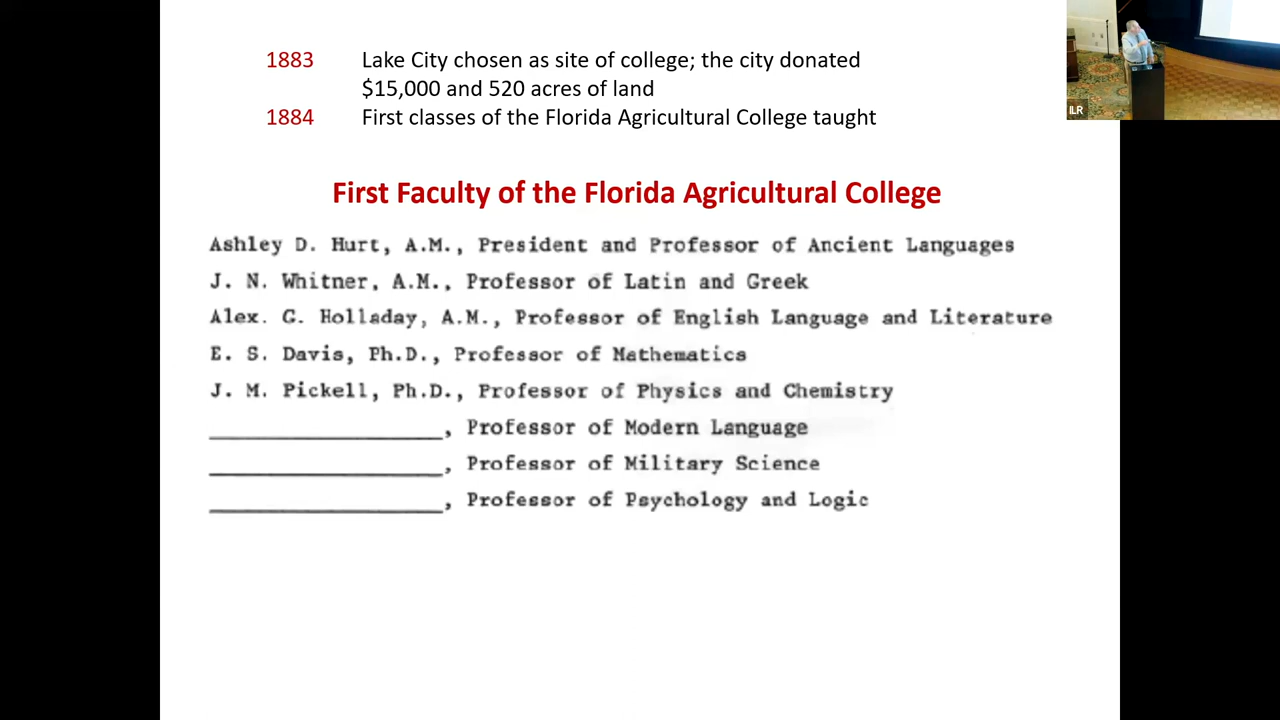 1883 Lake City chosen as site of college; the city donated
$15,000 and 520 acres of land
1884 First classes of the Florida Agricultural College taught
First Faculty of the Florida Agricultural College
Ashley D. Hurt, A.M., President and Professor of Ancient Languages
J. N. Whitner, A.M., Professor of Latin and Greek
Alex. G. Holladay, A.M., Professor of English Language and Literature
E. S. Davis, Ph.D., Professor of Mathematics
J. M. Pickell, Ph.D., Professor of Physics and Chemistry
____________________, Professor of Modern Language
____________________, Professor of Military Science
____________________, Professor of Psychology and Logic
ILR